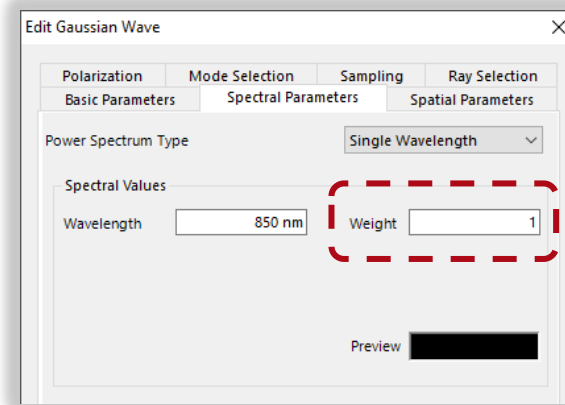 Edit Gaussian Wave
Polarization Mode Selection Sampling Ray Selection
Basic Parameters Spectral Parameters Spatial Parameters
Power Spectrum Type Single Wavelength
Spectral Values
Wavelength 850 nm Weight 1
Preview